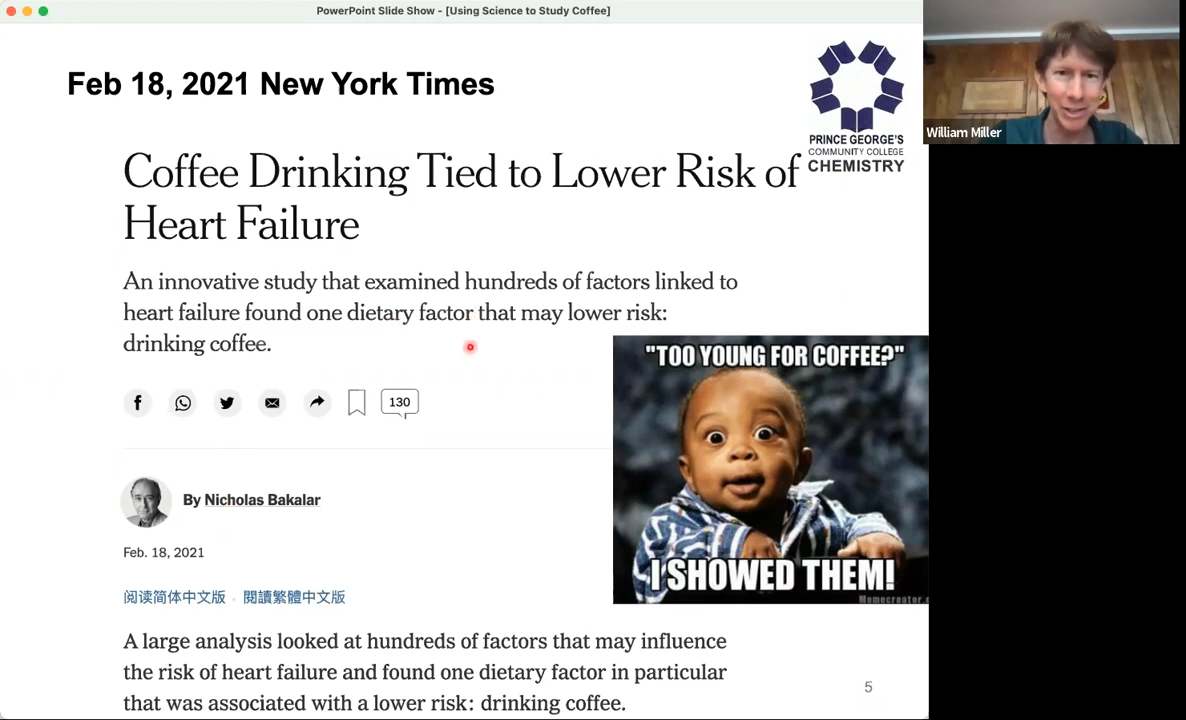 PowerPoint Slide Show - [Using Science to Study Coffee]
Feb 18, 2021 New York Times
PRINCE GEORGE'S
COMMUNITY COLLEGE
CHEMISTRY
William Miller
Coffee Drinking Tied to Lower Risk of
Heart Failure
An innovative study that examined hundreds of factors linked to
heart failure found one dietary factor that may lower risk:
drinking coffee.
130
"TOO YOUNG FOR COFFEE?"
I SHOWED THEM!
By Nicholas Bakalar
Feb. 18, 2021
阅读简体中文版 閱讀繁體中文版
A large analysis looked at hundreds of factors that may influence
the risk of heart failure and found one dietary factor in particular
that was associated with a lower risk: drinking coffee.
5